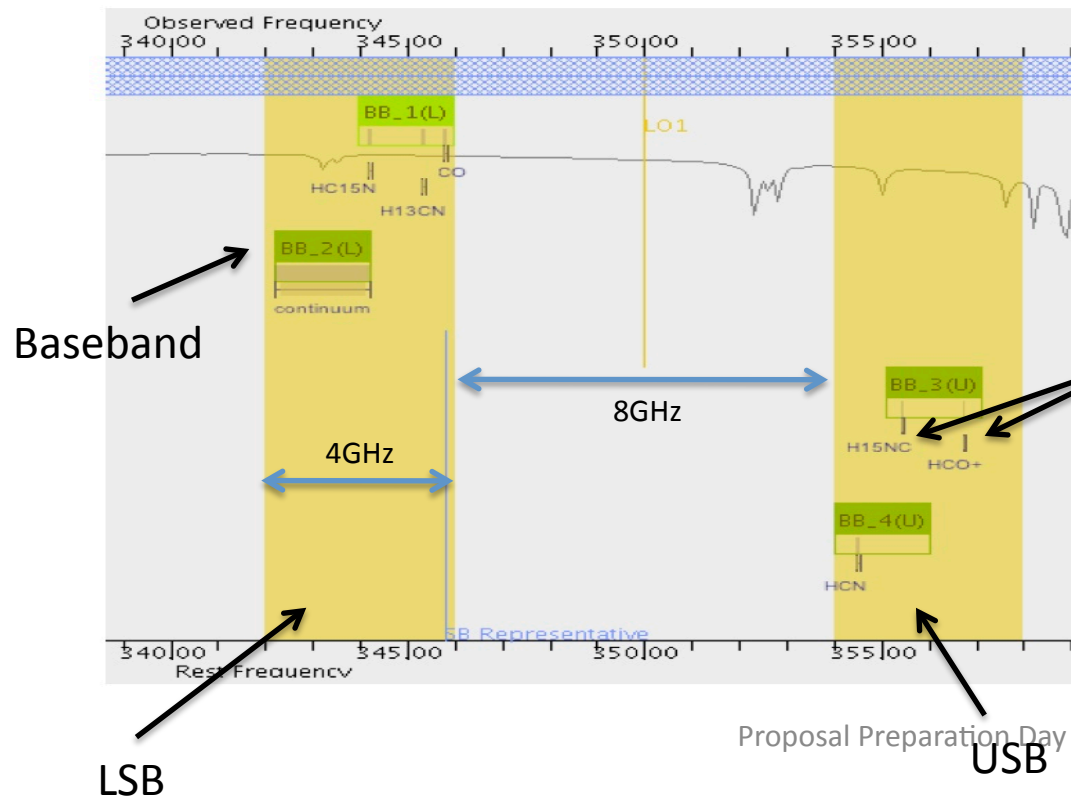 Observed Frequency
340.00 345.00 350.00 355.00
BB_1(L)
LO1
CO
HC15N
H13CN
BB_2(L)
continuum
Baseband
8GHz
BB_3(U)
H15NC
HCO+
4GHz
BB_4(U)
HCN
SB Representative
340.00 345.00 350.00 355.00
Rest Frequency
Proposal Preparation Day
USB
LSB